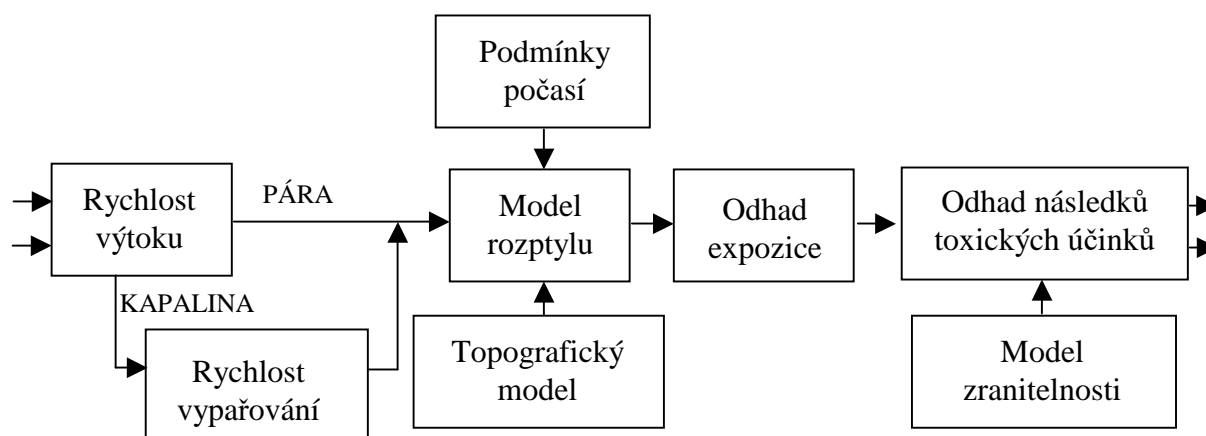 Podmínky
počasí
Rychlost
výtoku
PÁRA
Model
rozptylu
Odhad
expozice
Odhad následků
toxických účinků
KAPALINA
Rychlost
vypařování
Topografický
model
Model
zranitelnosti